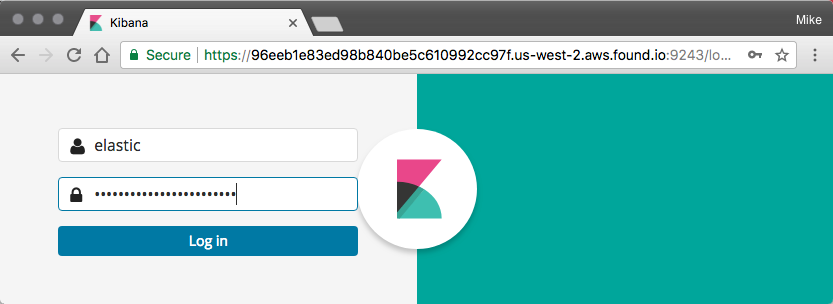 Kibana
Mike
Secure https://96eeb1e83ed98b840be5c610992cc97f.us-west-2.aws.found.io:9243/lo...
elastic
••••••••••••••••••••••••
Log in